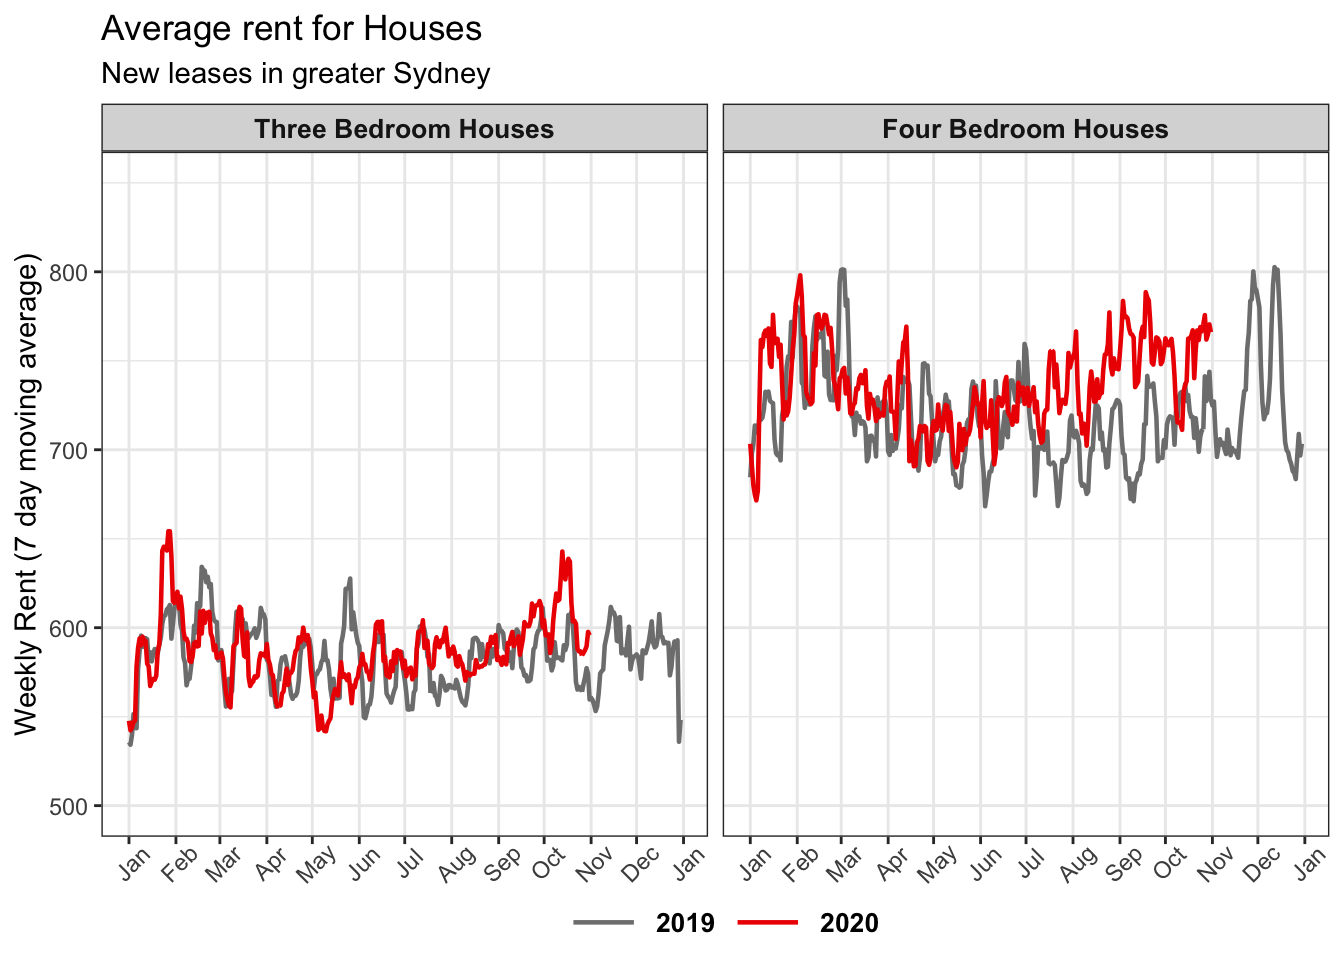 Average rent for Houses
New leases in greater Sydney
Three Bedroom Houses
Four Bedroom Houses
Weekly Rent (7 day moving average)
800
700
600
500
Jan Feb Mar Apr May Jun Jul Aug Sep Oct Nov Dec Jan
Jan Feb Mar Apr May Jun Jul Aug Sep Oct Nov Dec Jan
2019 2020